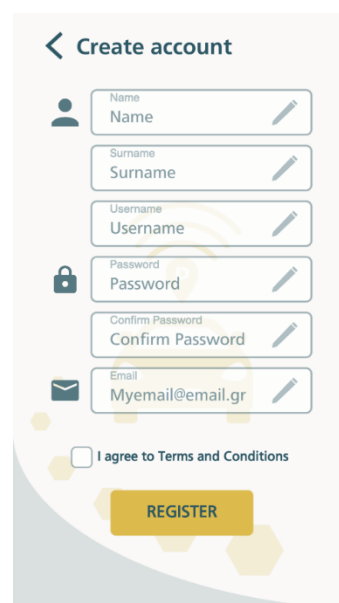 Create account
Name
Name
Surname
Surname
Username
Username
Password
Password
Confirm Password
Confirm Password
Email
Myemail@email.gr
I agree to Terms and Conditions
REGISTER